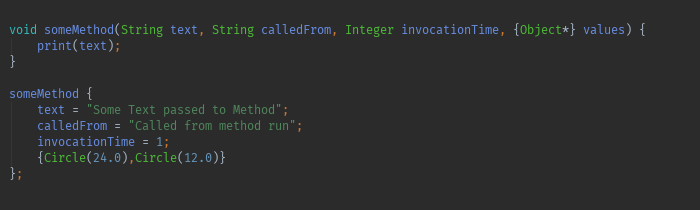 void someMethod(String text, String calledFrom, Integer invocationTime, {Object*} values) {
    print(text);
}

someMethod {
    text = "Some Text passed to Method";
    calledFrom = "Called from method run";
    invocationTime = 1;
    {Circle(24.0),Circle(12.0)}
};